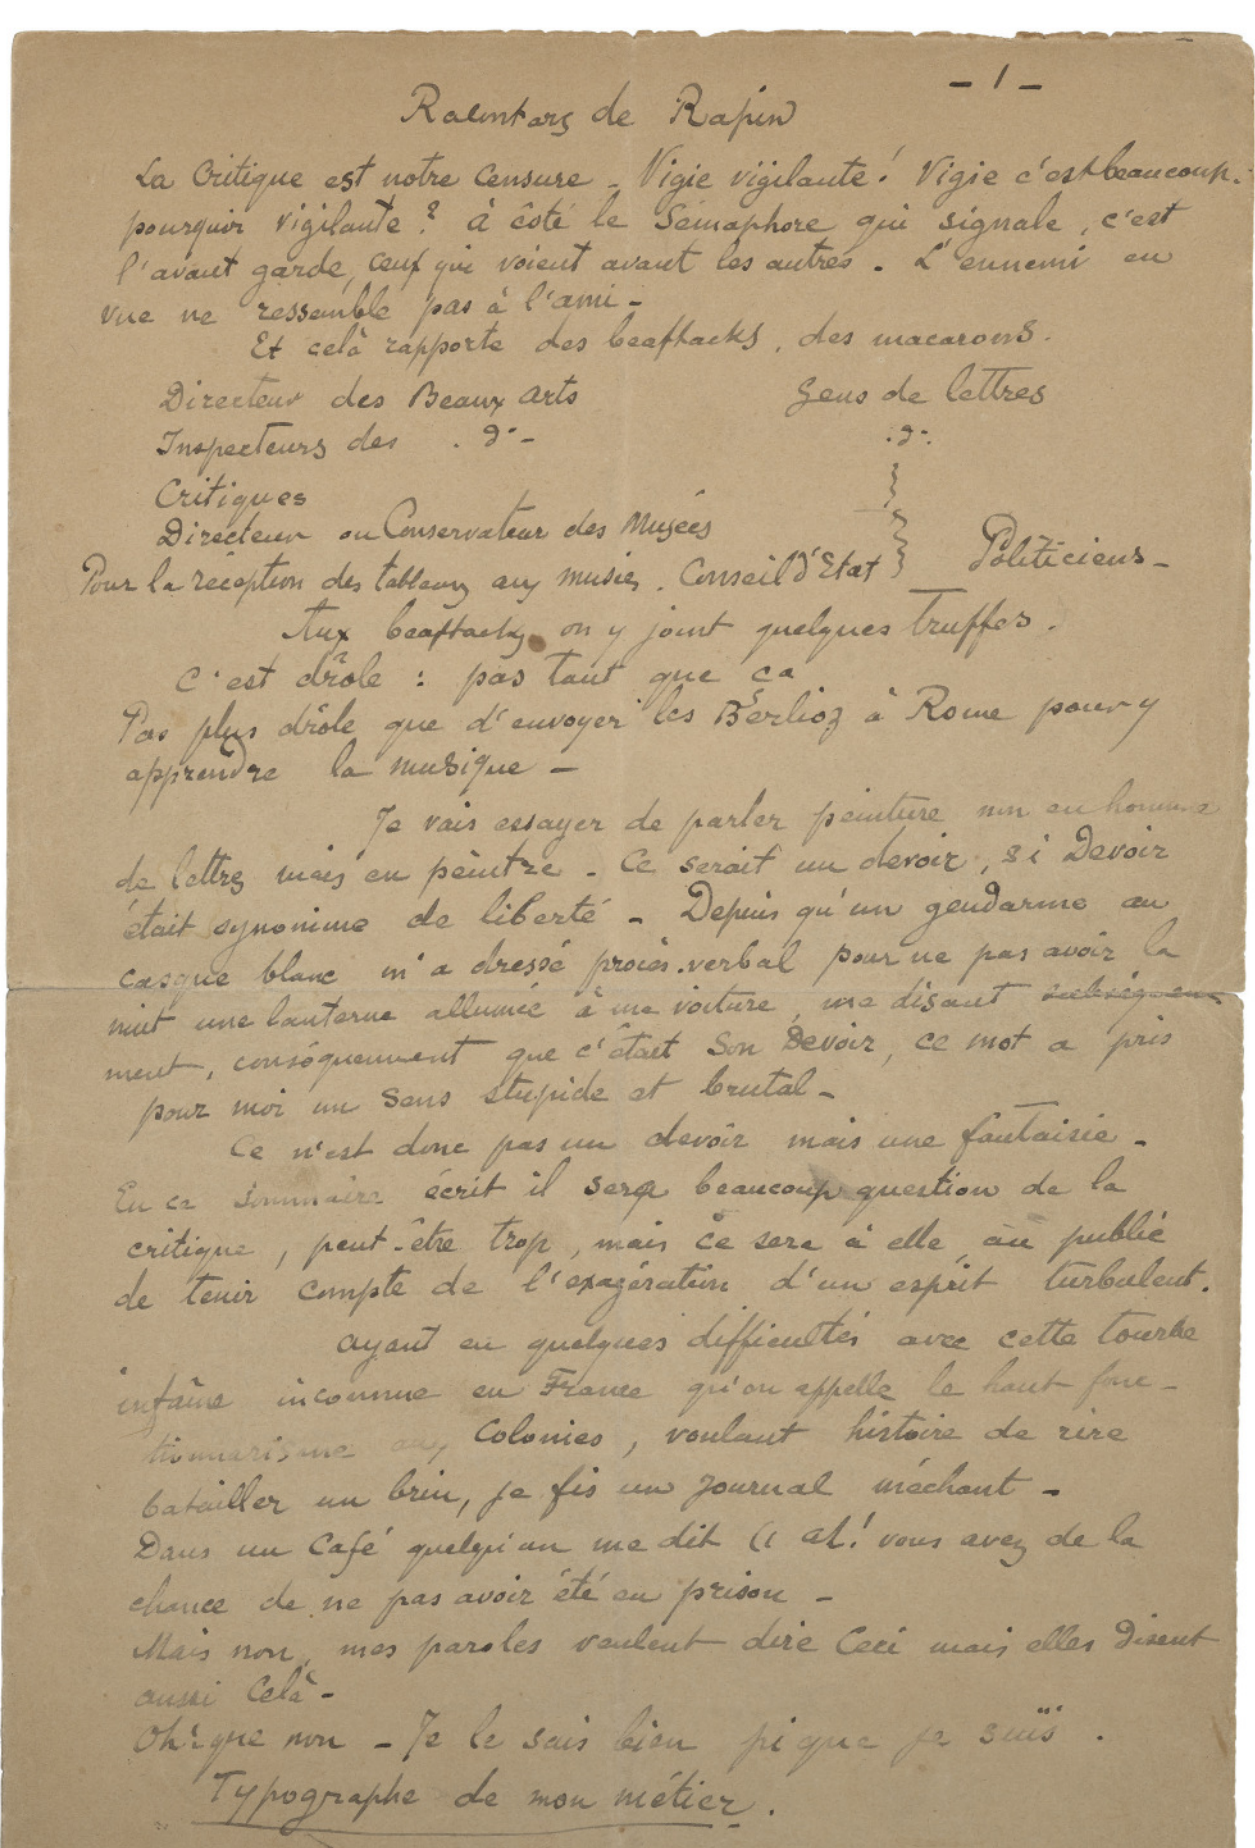 - 1 -
Racontars de Rapin
La Critique est notre censure - Vigie vigilante! Vigie c'est beaucoup.
pourquoi vigilante? à côté le Sémaphore qui signale, c'est
l'avant garde, ceux qui voient avant les autres. L'ennemi en
vue ne ressemble pas à l'ami -
Et celà rapporte des beaftacks, des macarons.
Directeur des Beaux Arts Gens de lettres
Inspecteurs des . d° - . d° .
Critiques
Directeur ou Conservateur des Musées
Pour la réception des tableaux aux musées. Conseil d'Etat Politiciens -
Aux beaftacks on y joint quelques truffes.
C'est drôle : pas tant que ça
Pas plus drôle que d'envoyer les Berlioz à Rome pour y
apprendre la musique -
Je vais essayer de parler peinture non en homme
de lettres mais en peintre - Ce serait un devoir, si Devoir
était synonime de liberté - Depuis qu'un gendarme au
casque blanc m'a dressé procès-verbal pour ne pas avoir la
nuit une lanterne allumée à ma voiture, me disant
ment, conséquemment que c'était Son Devoir, ce mot a pris
pour moi un sens stupide et brutal -
Ce n'est donc pas un devoir mais une fantaisie -
En ce sommaire écrit il sera beaucoup question de la
critique, peut-être trop, mais ce sera à elle, au public
de tenir compte de l'exagération d'un esprit turbulent.
Ayant eu quelques difficultés avec cette tourbe
infâme inconnue en France qu'on appelle le haut fonc-
tionnarisme aux Colonies, voulant histoire de rire
batailler un brin, je fis un journal méchant -
Dans un Café quelqu'un me dit (( ah! vous avez de la
chance de ne pas avoir été en prison -
Mais non, mes paroles veulent dire Ceci mais elles disent
aussi Celà -
Oh! que non - Je le sais bien pi que je suis .
Typographe de mon métier.